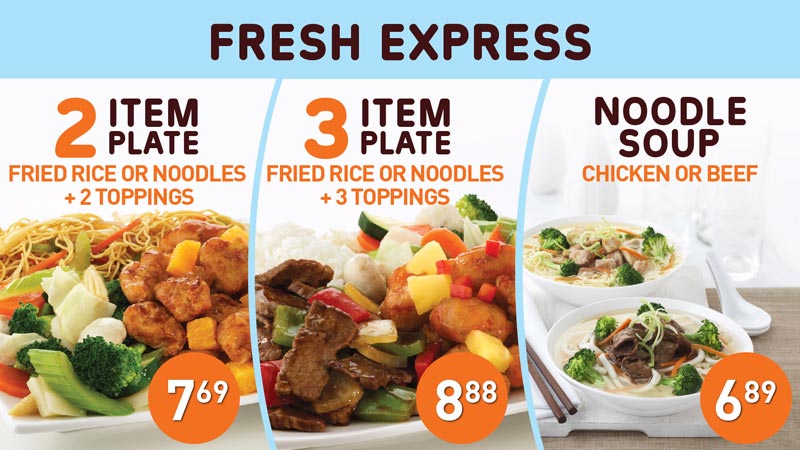 FRESH EXPRESS
2 ITEM
PLATE
FRIED RICE OR NOODLES
+ 2 TOPPINGS
7⁶⁹
3 ITEM
PLATE
FRIED RICE OR NOODLES
+ 3 TOPPINGS
8⁸⁸
NOODLE
SOUP
CHICKEN OR BEEF
6⁸⁹